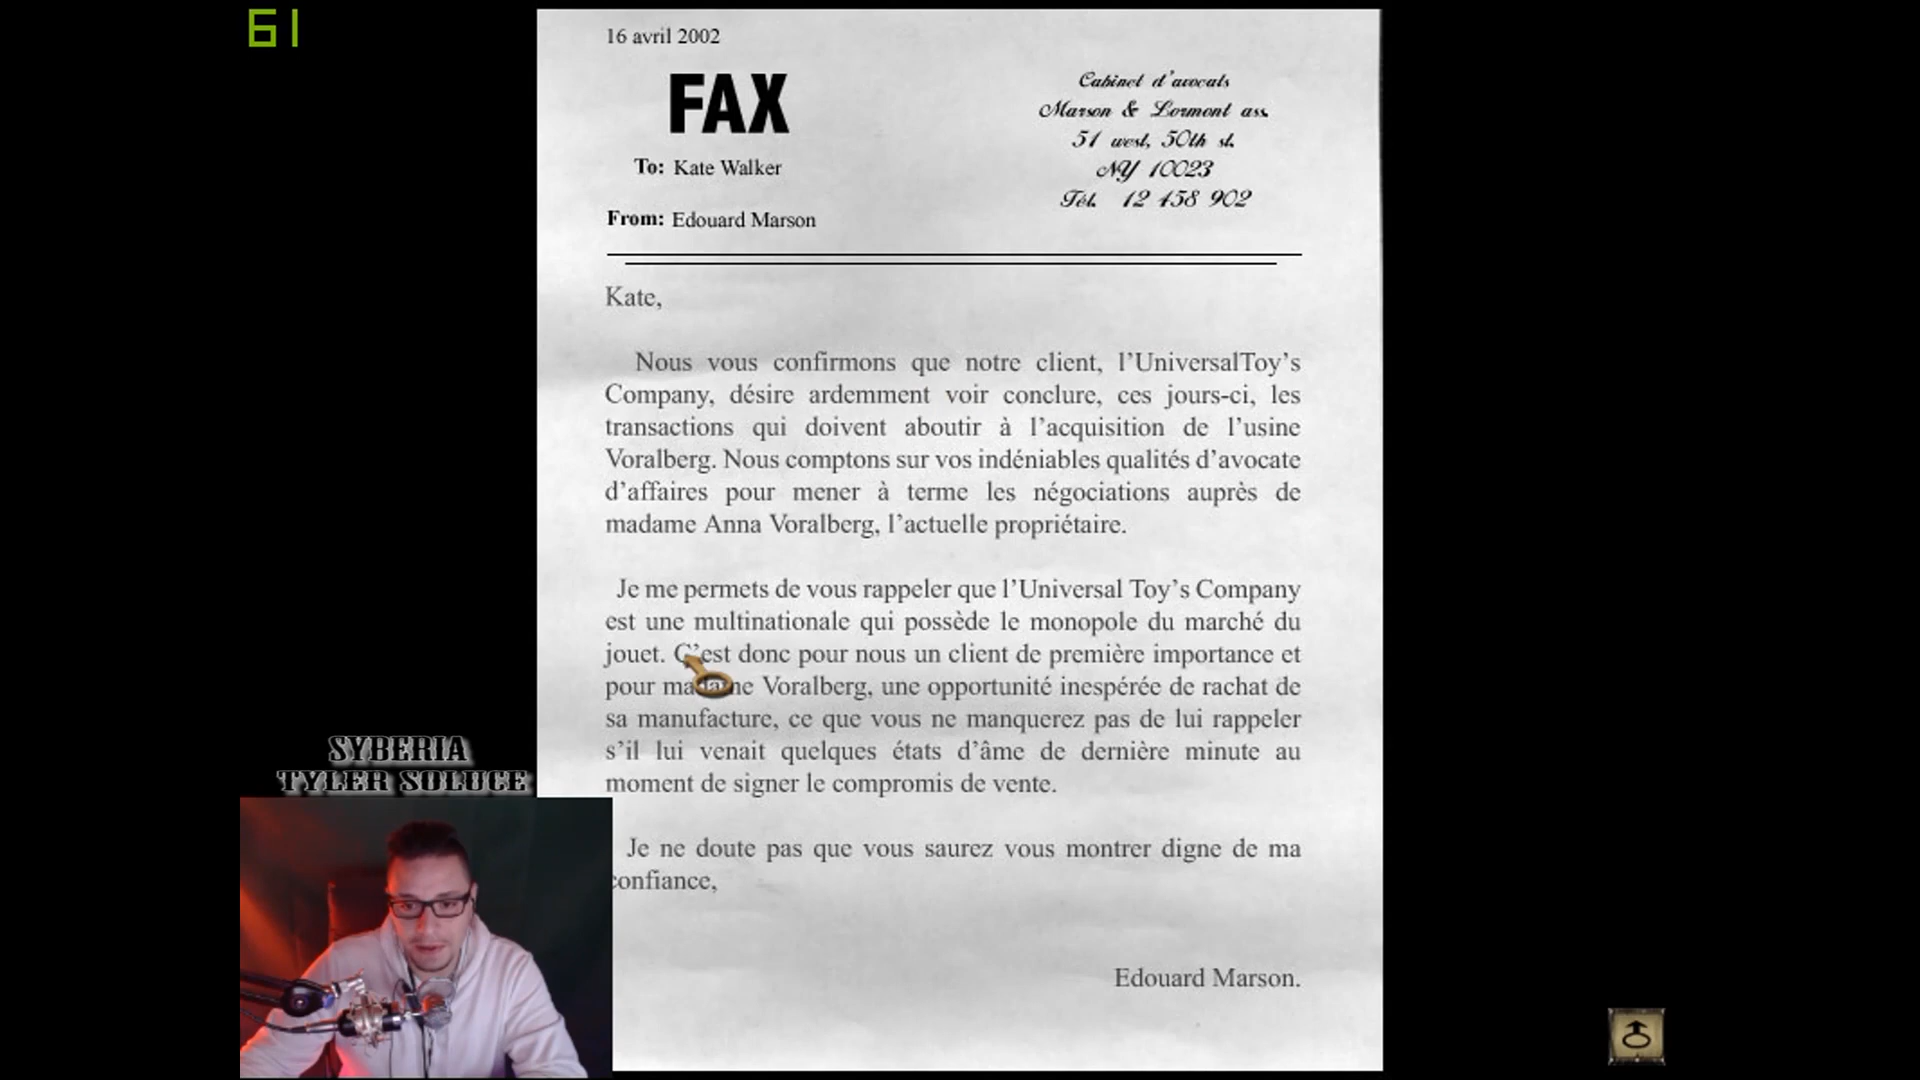 61
16 avril 2002
FAX
To: Kate Walker
From: Edouard Marson
Cabinet d'avocats
Marson & Lormont ass.
51 west, 50th st.
NY 10023
Tél. 12 458 902
Kate,
Nous vous confirmons que notre client, l'UniversalToy's
Company, désire ardemment voir conclure, ces jours-ci, les
transactions qui doivent aboutir à l'acquisition de l'usine
Voralberg. Nous comptons sur vos indéniables qualités d'avocate
d'affaires pour mener à terme les négociations auprès de
madame Anna Voralberg, l'actuelle propriétaire.
Je me permets de vous rappeler que l'Universal Toy's Company
est une multinationale qui possède le monopole du marché du
jouet. C'est donc pour nous un client de première importance et
pour madame Voralberg, une opportunité inespérée de rachat de
sa manufacture, ce que vous ne manquerez pas de lui rappeler
s'il lui venait quelques états d'âme de dernière minute au
moment de signer le compromis de vente.
Je ne doute pas que vous saurez vous montrer digne de ma
confiance,
Edouard Marson.
SYBERIA
TYLER SOLUCE